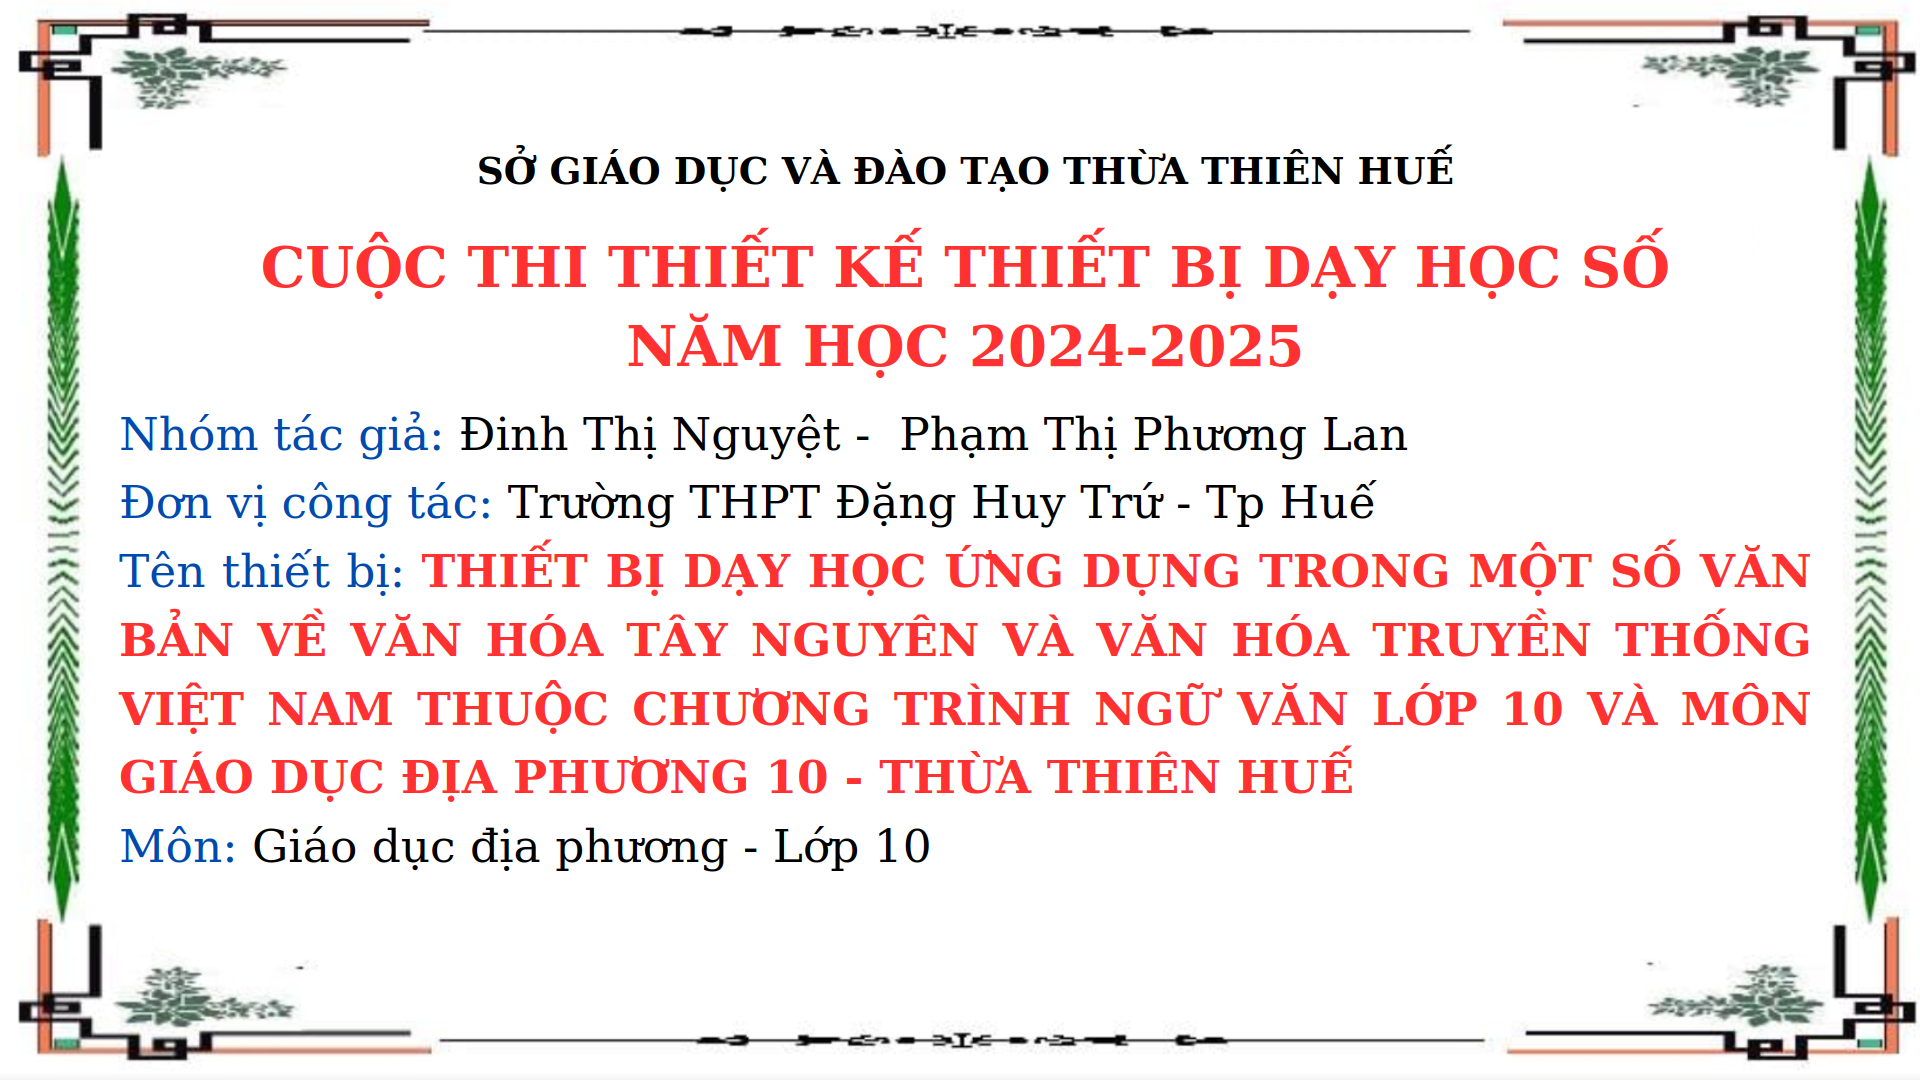 SỞ GIÁO DỤC VÀ ĐÀO TẠO THỪA THIÊN HUẾ
CUỘC THI THIẾT KẾ THIẾT BỊ DẠY HỌC SỐ
NĂM HỌC 2024-2025
Nhóm tác giả: Đinh Thị Nguyệt - Phạm Thị Phương Lan
Đơn vị công tác: Trường THPT Đặng Huy Trứ - Tp Huế
Tên thiết bị: THIẾT BỊ DẠY HỌC ỨNG DỤNG TRONG MỘT SỐ VĂN
BẢN VỀ VĂN HÓA TÂY NGUYÊN VÀ VĂN HÓA TRUYỀN THỐNG
VIỆT NAM THUỘC CHƯƠNG TRÌNH NGỮ VĂN LỚP 10 VÀ MÔN
GIÁO DỤC ĐỊA PHƯƠNG 10 - THỪA THIÊN HUẾ
Môn: Giáo dục địa phương - Lớp 10